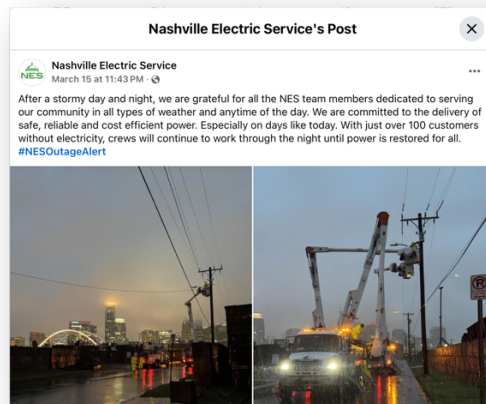 Nashville Electric Service's Post
NES
Nashville Electric Service
March 15 at 11:43 PM ·
After a stormy day and night, we are grateful for all the NES team members dedicated to serving
our community in all types of weather and anytime of the day. We are committed to the delivery of
safe, reliable and cost efficient power. Especially on days like today. With just over 100 customers
without electricity, crews will continue to work through the night until power is restored for all.
#NESOutageAlert